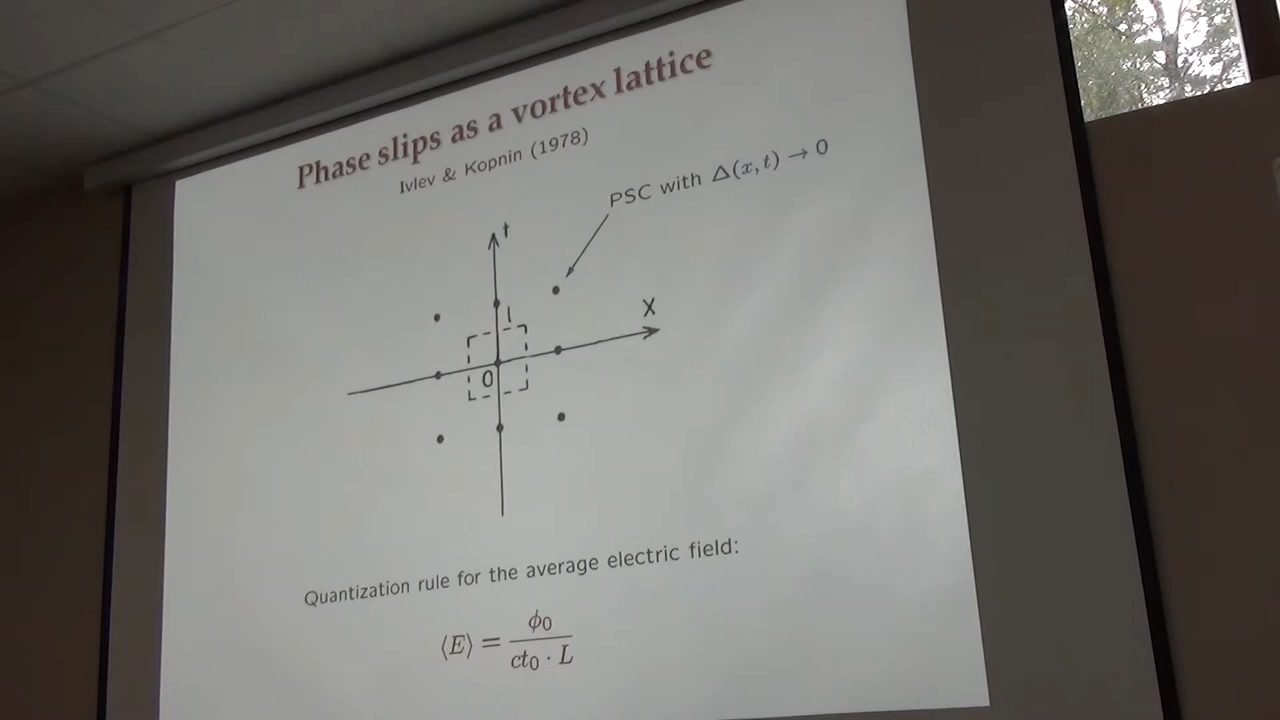 Phase slips as a vortex lattice
Ivlev & Kopnin (1978)
PSC with Δ(x, t) → 0
t
1
X
0
Quantization rule for the average electric field:
⟨E⟩ = ϕ₀ / (ct₀ · L)